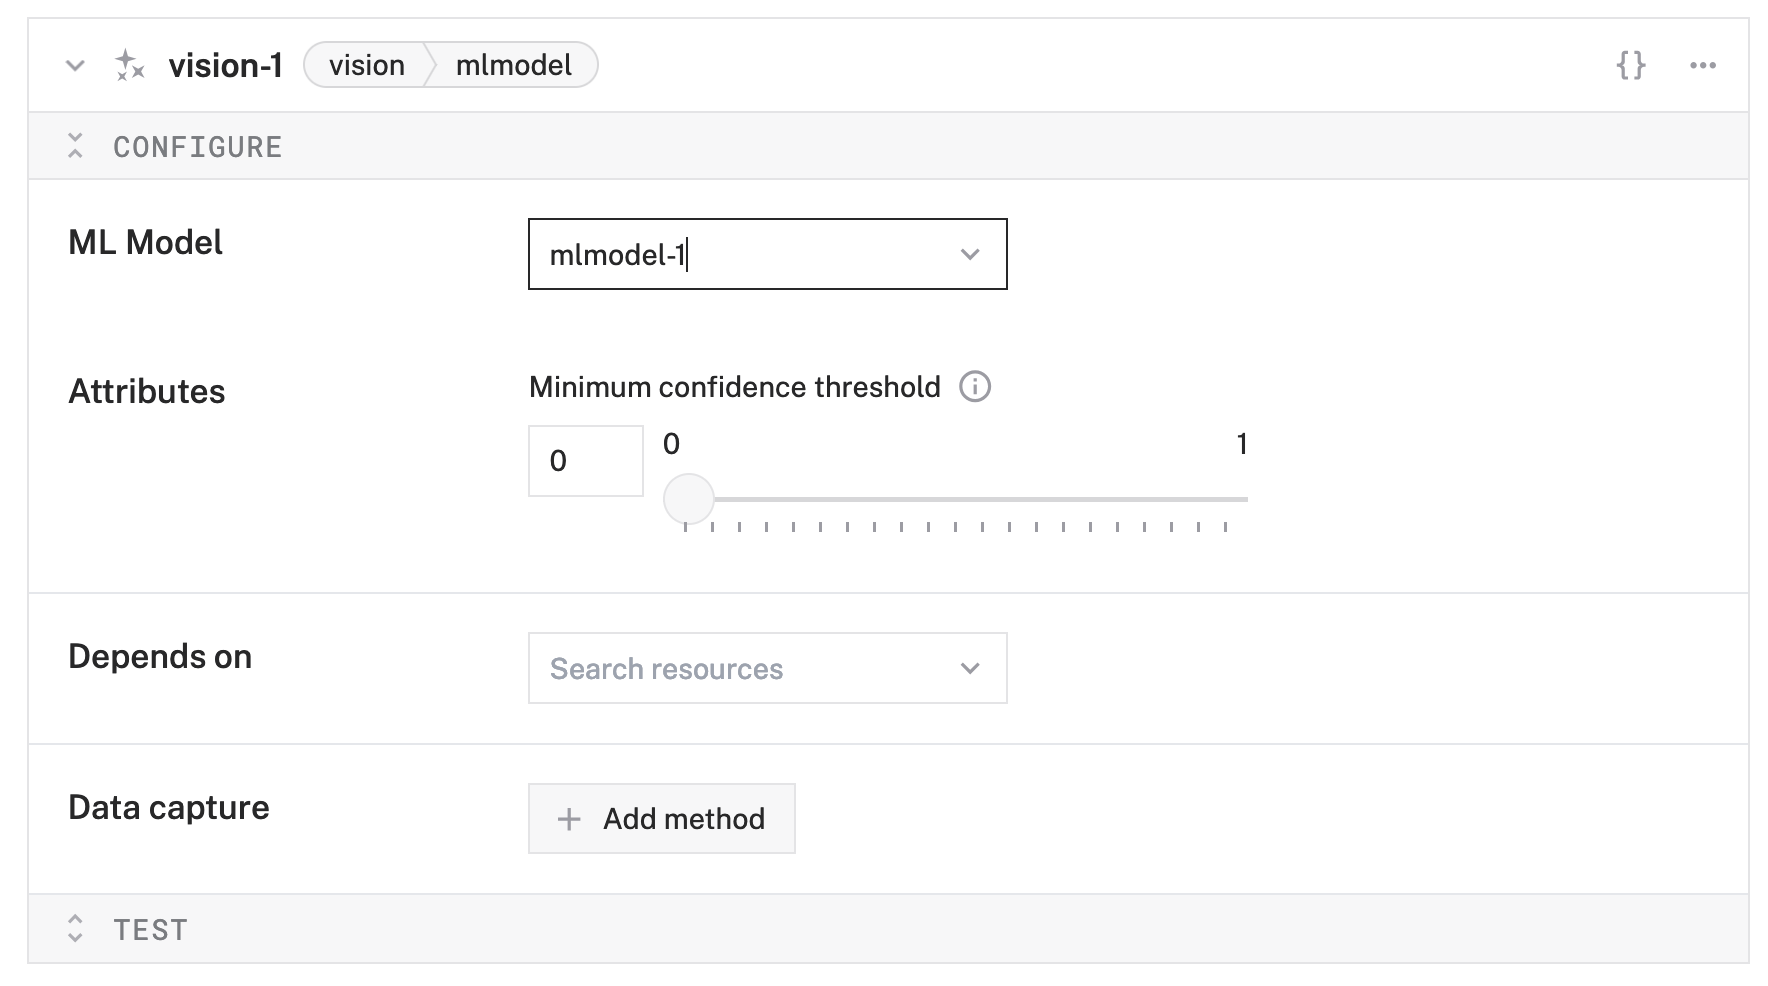 vision-1 vision mlmodel {} ...
CONFIGURE
ML Model
mlmodel-1
Attributes
Minimum confidence threshold
0
0 1
Depends on
Search resources
Data capture
+ Add method
TEST